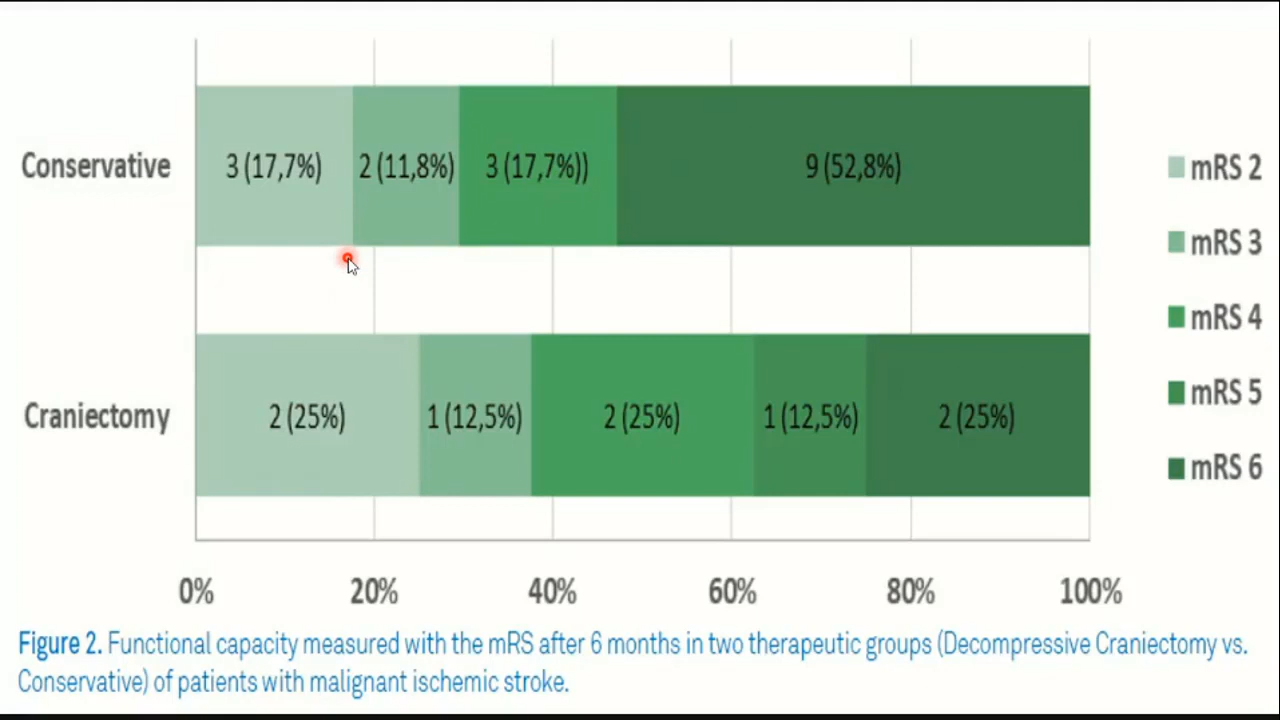 Conservative
3 (17,7%)
2 (11,8%)
3 (17,7%))
9 (52,8%)
Craniectomy
2 (25%)
1 (12,5%)
2 (25%)
1 (12,5%)
2 (25%)
mRS 2
mRS 3
mRS 4
mRS 5
mRS 6
0%
20%
40%
60%
80%
100%
Figure 2. Functional capacity measured with the mRS after 6 months in two therapeutic groups (Decompressive Craniectomy vs.
Conservative) of patients with malignant ischemic stroke.